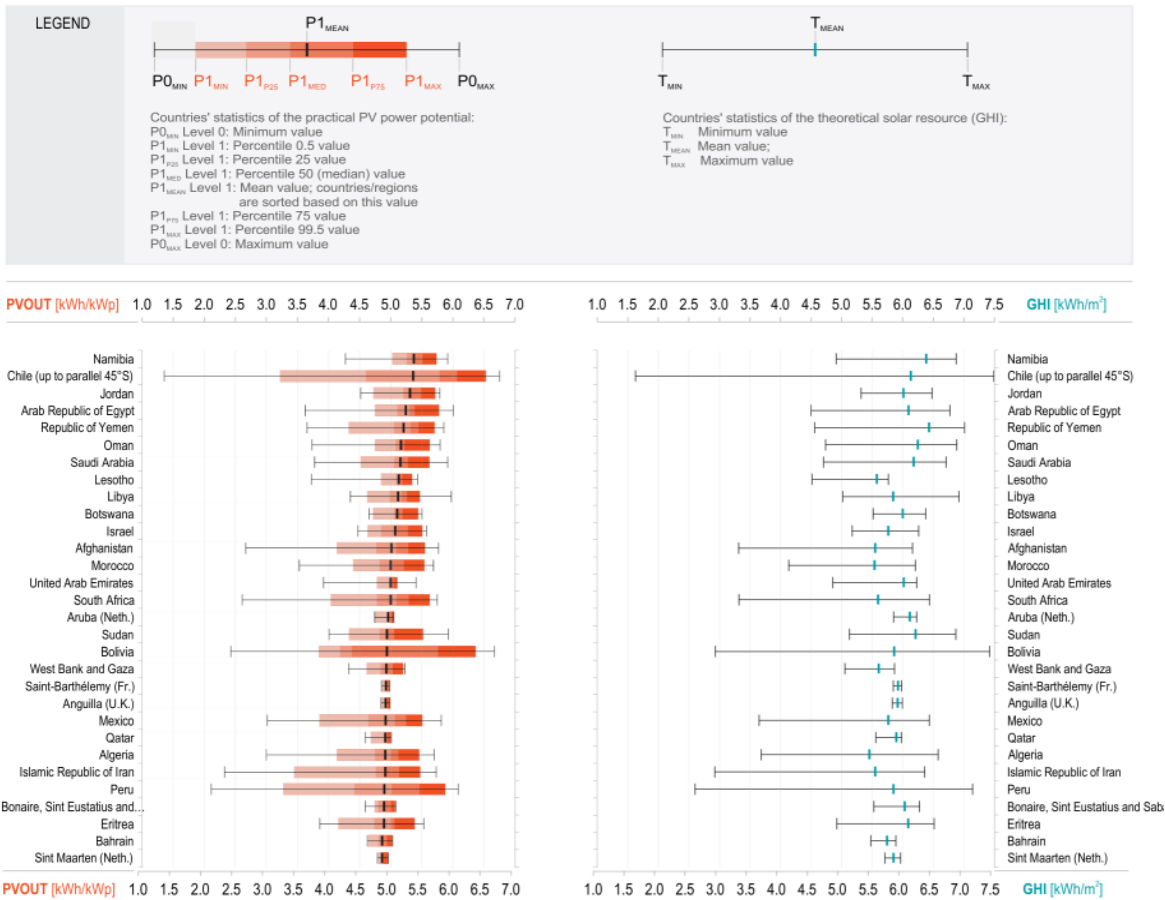 LEGEND
P1MEAN
P0MIN P1MIN P1P25 P1MED P1P75 P1MAX P0MAX
Countries' statistics of the practical PV power potential:
P0MIN Level 0: Minimum value
P1MIN Level 1: Percentile 0.5 value
P1P25 Level 1: Percentile 25 value
P1MED Level 1: Percentile 50 (median) value
P1MEAN Level 1: Mean value; countries/regions
are sorted based on this value
P1P75 Level 1: Percentile 75 value
P1MAX Level 1: Percentile 99.5 value
P0MAX Level 0: Maximum value
TMEAN
TMIN TMAX
Countries' statistics of the theoretical solar resource (GHI):
TMIN Minimum value
TMEAN Mean value;
TMAX Maximum value
PVOUT [kWh/kWp] 1.0 1.5 2.0 2.5 3.0 3.5 4.0 4.5 5.0 5.5 6.0 6.5 7.0
1.0 1.5 2.0 2.5 3.0 3.5 4.0 4.5 5.0 5.5 6.0 6.5 7.0 7.5 GHI [kWh/m²]
Namibia Namibia
Chile (up to parallel 45°S) Chile (up to parallel 45°S)
Jordan Jordan
Arab Republic of Egypt Arab Republic of Egypt
Republic of Yemen Republic of Yemen
Oman Oman
Saudi Arabia Saudi Arabia
Lesotho Lesotho
Libya Libya
Botswana Botswana
Israel Israel
Afghanistan Afghanistan
Morocco Morocco
United Arab Emirates United Arab Emirates
South Africa South Africa
Aruba (Neth.) Aruba (Neth.)
Sudan Sudan
Bolivia Bolivia
West Bank and Gaza West Bank and Gaza
Saint-Barthélemy (Fr.) Saint-Barthélemy (Fr.)
Anguilla (U.K.) Anguilla (U.K.)
Mexico Mexico
Qatar Qatar
Algeria Algeria
Islamic Republic of Iran Islamic Republic of Iran
Peru Peru
Bonaire, Sint Eustatius and... Bonaire, Sint Eustatius and Saba
Eritrea Eritrea
Bahrain Bahrain
Sint Maarten (Neth.) Sint Maarten (Neth.)
PVOUT [kWh/kWp] 1.0 1.5 2.0 2.5 3.0 3.5 4.0 4.5 5.0 5.5 6.0 6.5 7.0
1.0 1.5 2.0 2.5 3.0 3.5 4.0 4.5 5.0 5.5 6.0 6.5 7.0 7.5 GHI [kWh/m²]